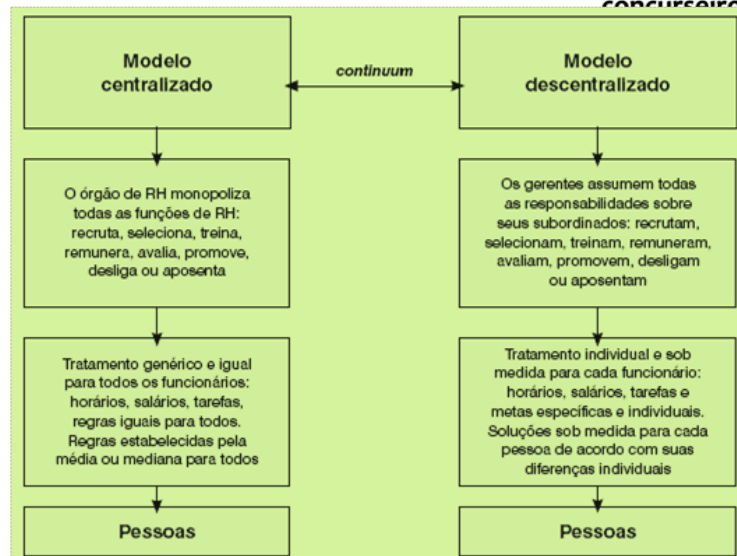 concurseiro
Modelo
centralizado
continuum
Modelo
descentralizado
O órgão de RH monopoliza
todas as funções de RH:
recruta, seleciona, treina,
remunera, avalia, promove,
desliga ou aposenta
Os gerentes assumem todas
as responsabilidades sobre
seus subordinados: recrutam,
selecionam, treinam, remuneram,
avaliam, promovem, desligam
ou aposentam
Tratamento genérico e igual
para todos os funcionários:
horários, salários, tarefas,
regras iguais para todos.
Regras estabelecidas pela
média ou mediana para todos
Tratamento individual e sob
medida para cada funcionário:
horários, salários, tarefas e
metas específicas e individuais.
Soluções sob medida para cada
pessoa de acordo com suas
diferenças individuais
Pessoas
Pessoas